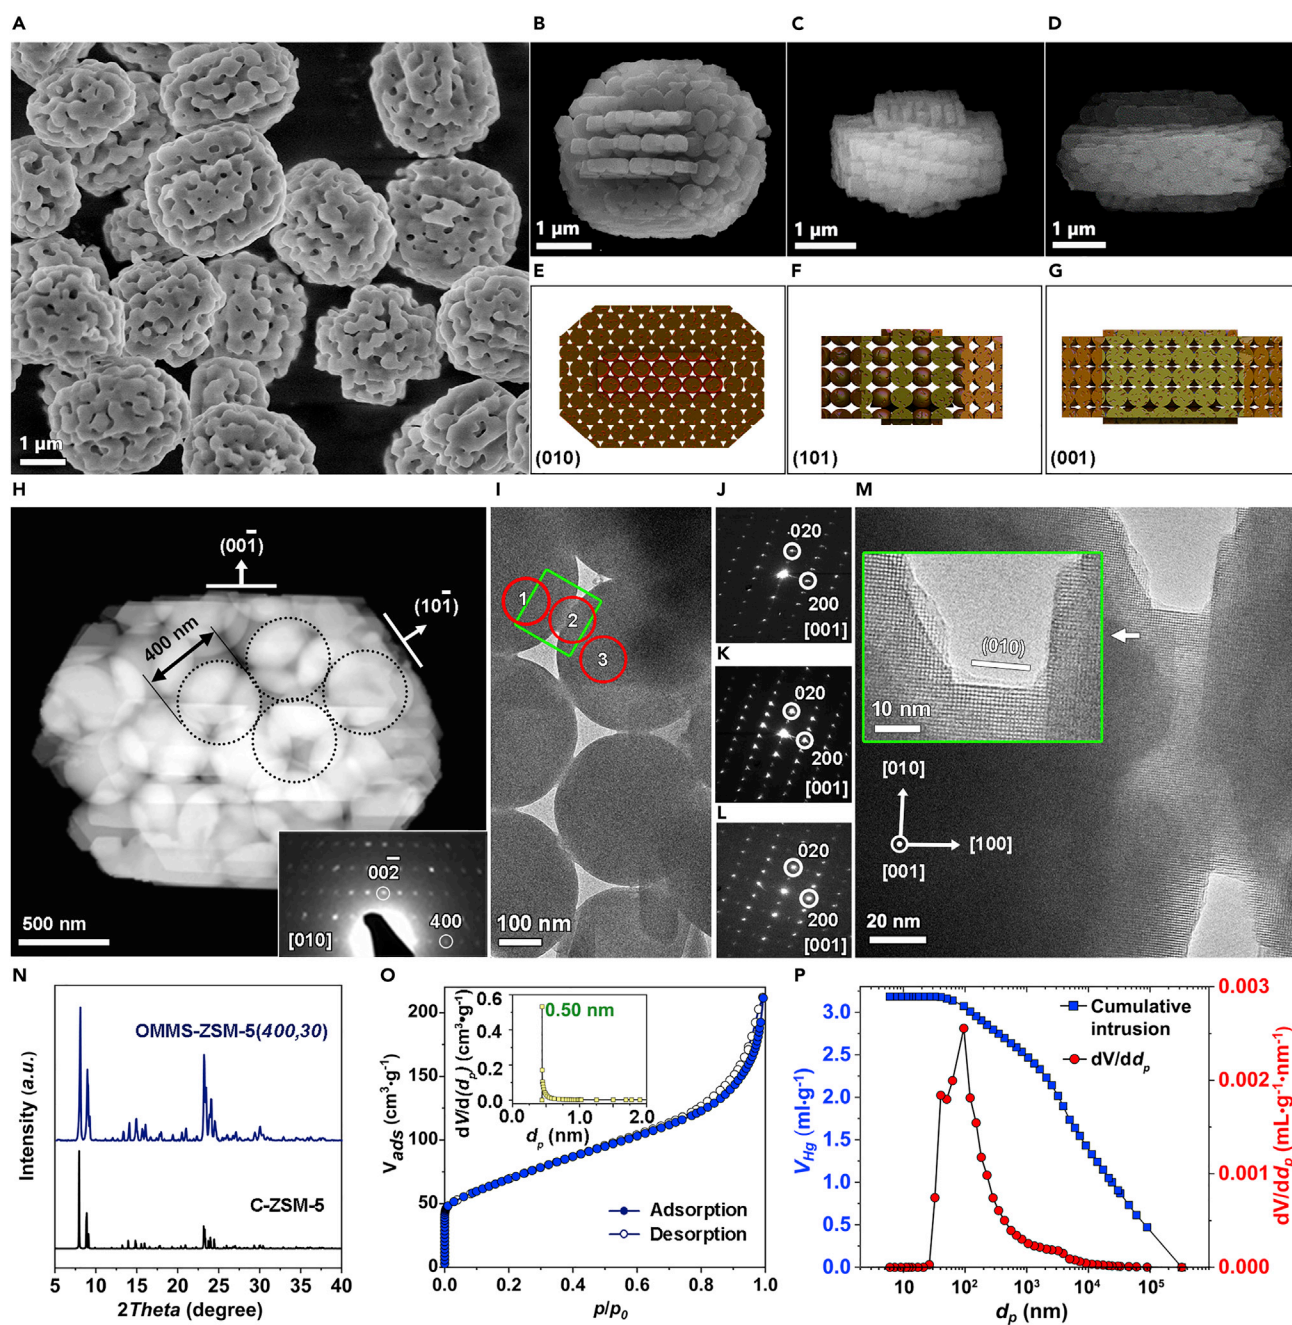 A
B
C
D
1 μm
1 μm
1 μm
1 μm
E
F
G
(010)
(101)
(001)
H
I
J
M
(001̅)
(101̅)
400 nm
002̅
400
[010]
500 nm
1
2
3
100 nm
020
200
[001]
K
020
200
[001]
L
020
200
[001]
(010)
10 nm
[010]
[100]
[001]
20 nm
N
OMMS-ZSM-5(400,30)
C-ZSM-5
Intensity (a.u.)
5 10 15 20 25 30 35 40
2Theta (degree)
O
200
150
100
50
0
Vads (cm³•g⁻¹)
0.6
0.4
0.2
0.0
dV/d(dp) (cm³•g⁻¹)
0.50 nm
0.0 1.0 2.0
dp (nm)
Adsorption
Desorption
0.0 0.2 0.4 0.6 0.8 1.0
p/p0
P
3.0
2.5
2.0
1.5
1.0
0.5
0.0
VHg (ml•g⁻¹)
Cumulative
intrusion
dV/ddp
0.003
0.002
0.001
0.000
dV/ddp (mL•g⁻¹•nm⁻¹)
10 10² 10³ 10⁴ 10⁵
dp (nm)